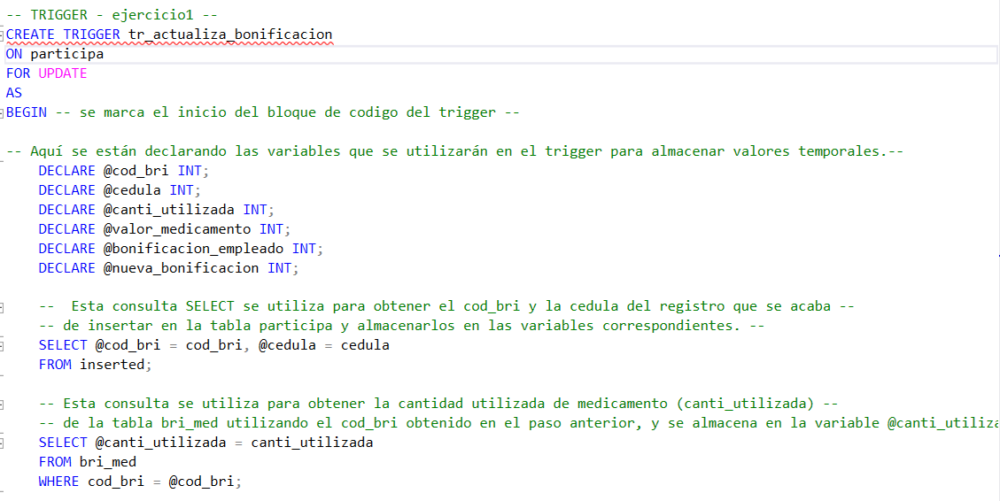 -- TRIGGER - ejercicio1 --
CREATE TRIGGER tr_actualiza_bonificacion
ON participa
FOR UPDATE
AS
BEGIN -- se marca el inicio del bloque de codigo del trigger --
-- Aquí se están declarando las variables que se utilizarán en el trigger para almacenar valores temporales.--
DECLARE @cod_bri INT;
DECLARE @cedula INT;
DECLARE @canti_utilizada INT;
DECLARE @valor_medicamento INT;
DECLARE @bonificacion_empleado INT;
DECLARE @nueva_bonificacion INT;
--  Esta consulta SELECT se utiliza para obtener el cod_bri y la cedula del registro que se acaba --
-- de insertar en la tabla participa y almacenarlos en las variables correspondientes. --
SELECT @cod_bri = cod_bri, @cedula = cedula
FROM inserted;
-- Esta consulta se utiliza para obtener la cantidad utilizada de medicamento (canti_utilizada) --
-- de la tabla bri_med utilizando el cod_bri obtenido en el paso anterior, y se almacena en la variable @canti_utiliza
SELECT @canti_utilizada = canti_utilizada
FROM bri_med
WHERE cod_bri = @cod_bri;